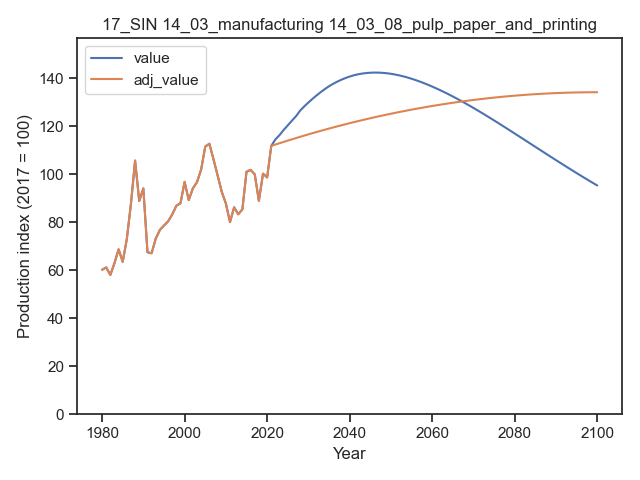 17_SIN 14_03_manufacturing 14_03_08_pulp_paper_and_printing
value
adj_value
Production index (2017 = 100)
140
120
100
80
60
40
20
0
1980 2000 2020 2040 2060 2080 2100
Year